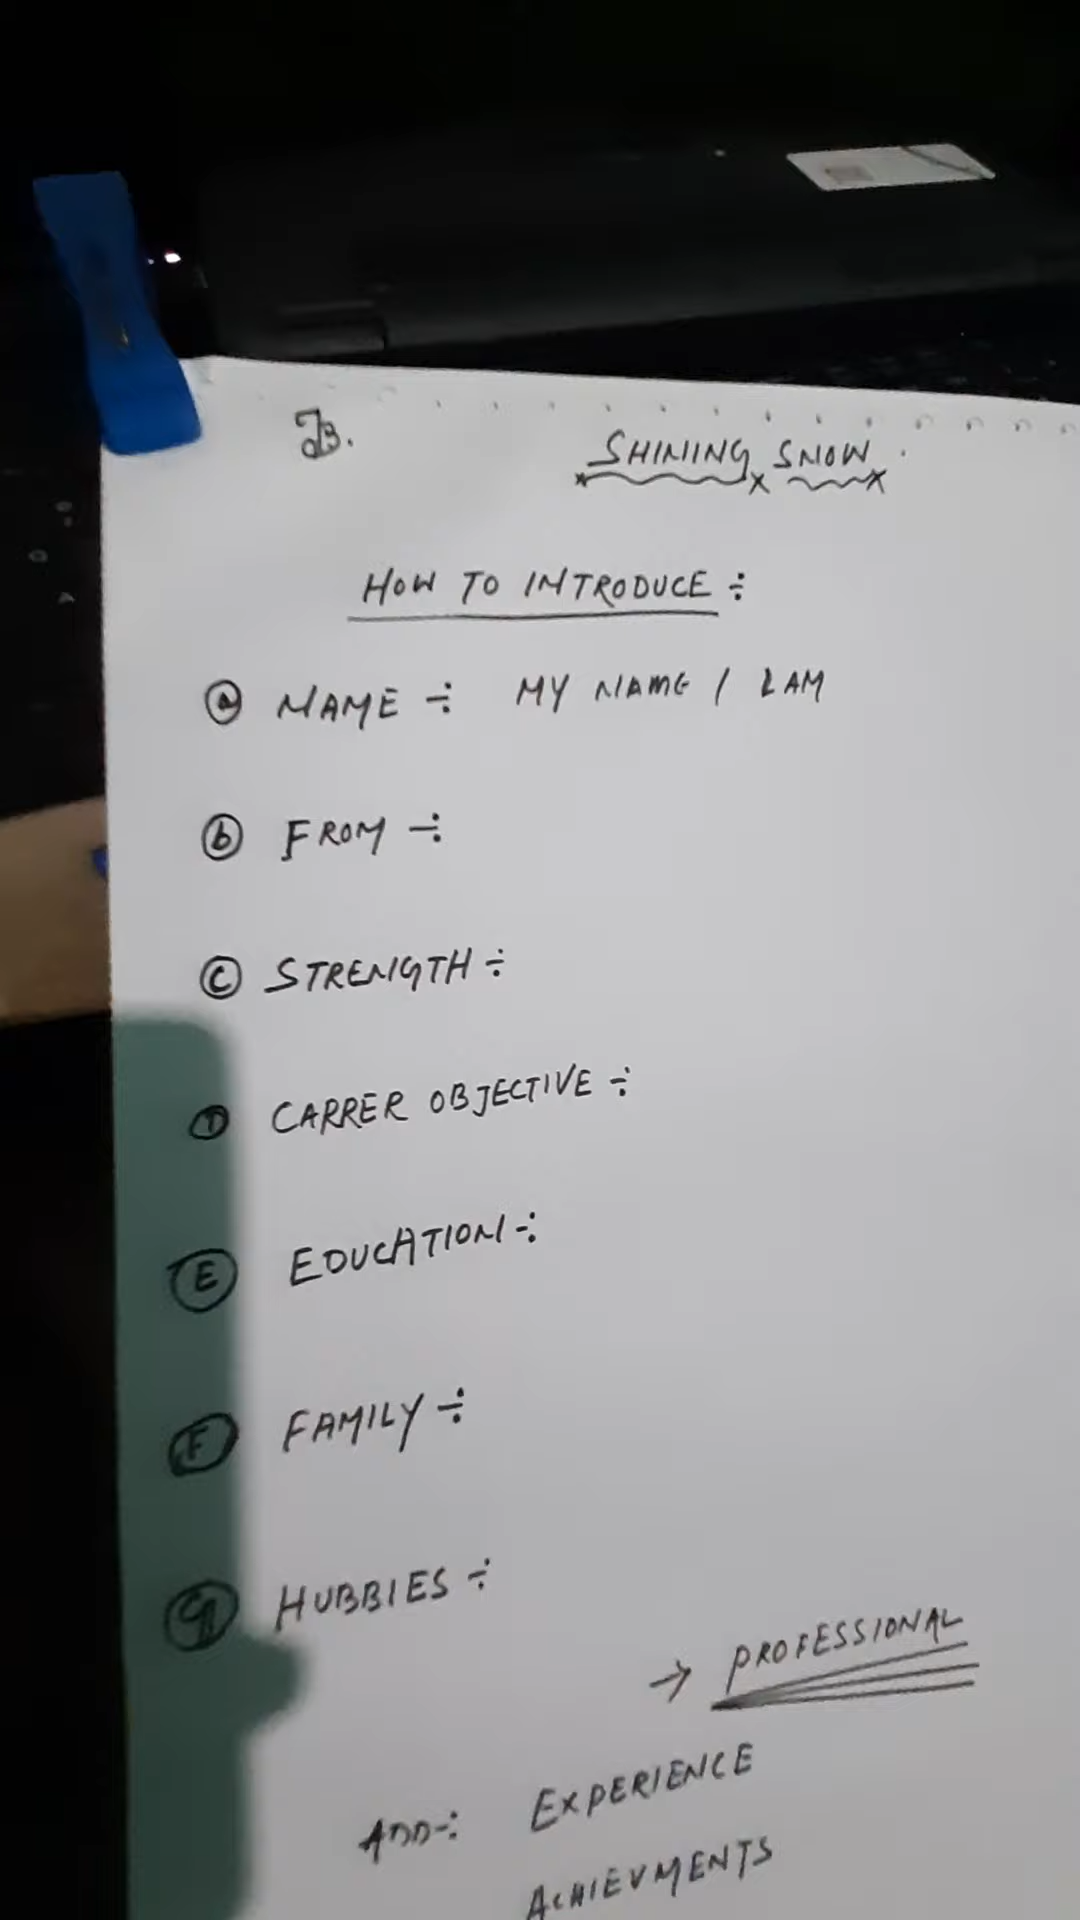 SHINING SNOW.
HOW TO INTRODUCE ÷
(a) NAME ÷ MY NAME / I AM
(b) FROM ÷
(c) STRENGTH ÷
(D) CARRER OBJECTIVE ÷
(E) EDUCATION ÷
(F) FAMILY ÷
(G) HUBBIES ÷
→ PROFESSIONAL
ADD ÷ EXPERIENCE
ACHIEVMENTS